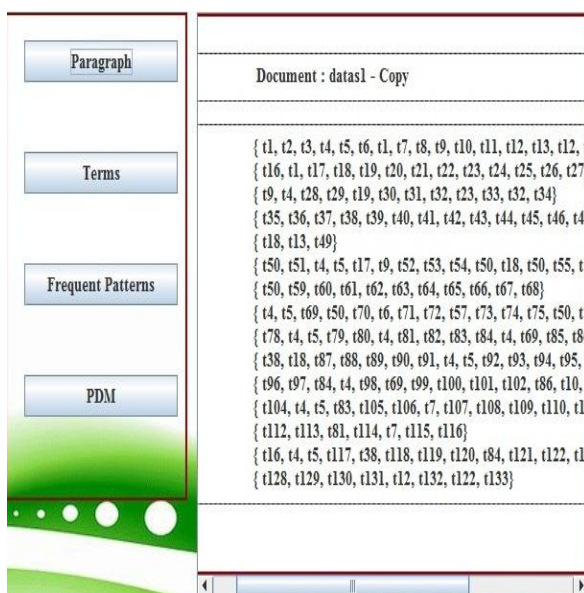 Paragraph
Terms
Frequent Patterns
PDM
Document : datas1 - Copy
{ t1, t2, t3, t4, t5, t6, t1, t7, t8, t9, t10, t11, t12, t13, t12,
{ t16, t1, t17, t18, t19, t20, t21, t22, t23, t24, t25, t26, t27
{ t9, t4, t28, t29, t19, t30, t31, t32, t23, t33, t32, t34}
{ t35, t36, t37, t38, t39, t40, t41, t42, t43, t44, t45, t46, t4
{ t18, t13, t49}
{ t50, t51, t4, t5, t17, t9, t52, t53, t54, t50, t18, t50, t55, t
{ t50, t59, t60, t61, t62, t63, t64, t65, t66, t67, t68}
{ t4, t5, t69, t50, t70, t6, t71, t72, t57, t73, t74, t75, t50, t
{ t78, t4, t5, t79, t80, t4, t81, t82, t83, t84, t4, t69, t85, t8
{ t38, t18, t87, t88, t89, t90, t91, t4, t5, t92, t93, t94, t95,
{ t96, t97, t84, t4, t98, t69, t99, t100, t101, t102, t86, t10,
{ t104, t4, t5, t83, t105, t106, t7, t107, t108, t109, t110, t1
{ t112, t113, t81, t114, t7, t115, t116}
{ t16, t4, t5, t117, t38, t118, t119, t120, t84, t121, t122, t1
{ t128, t129, t130, t131, t12, t132, t122, t133}